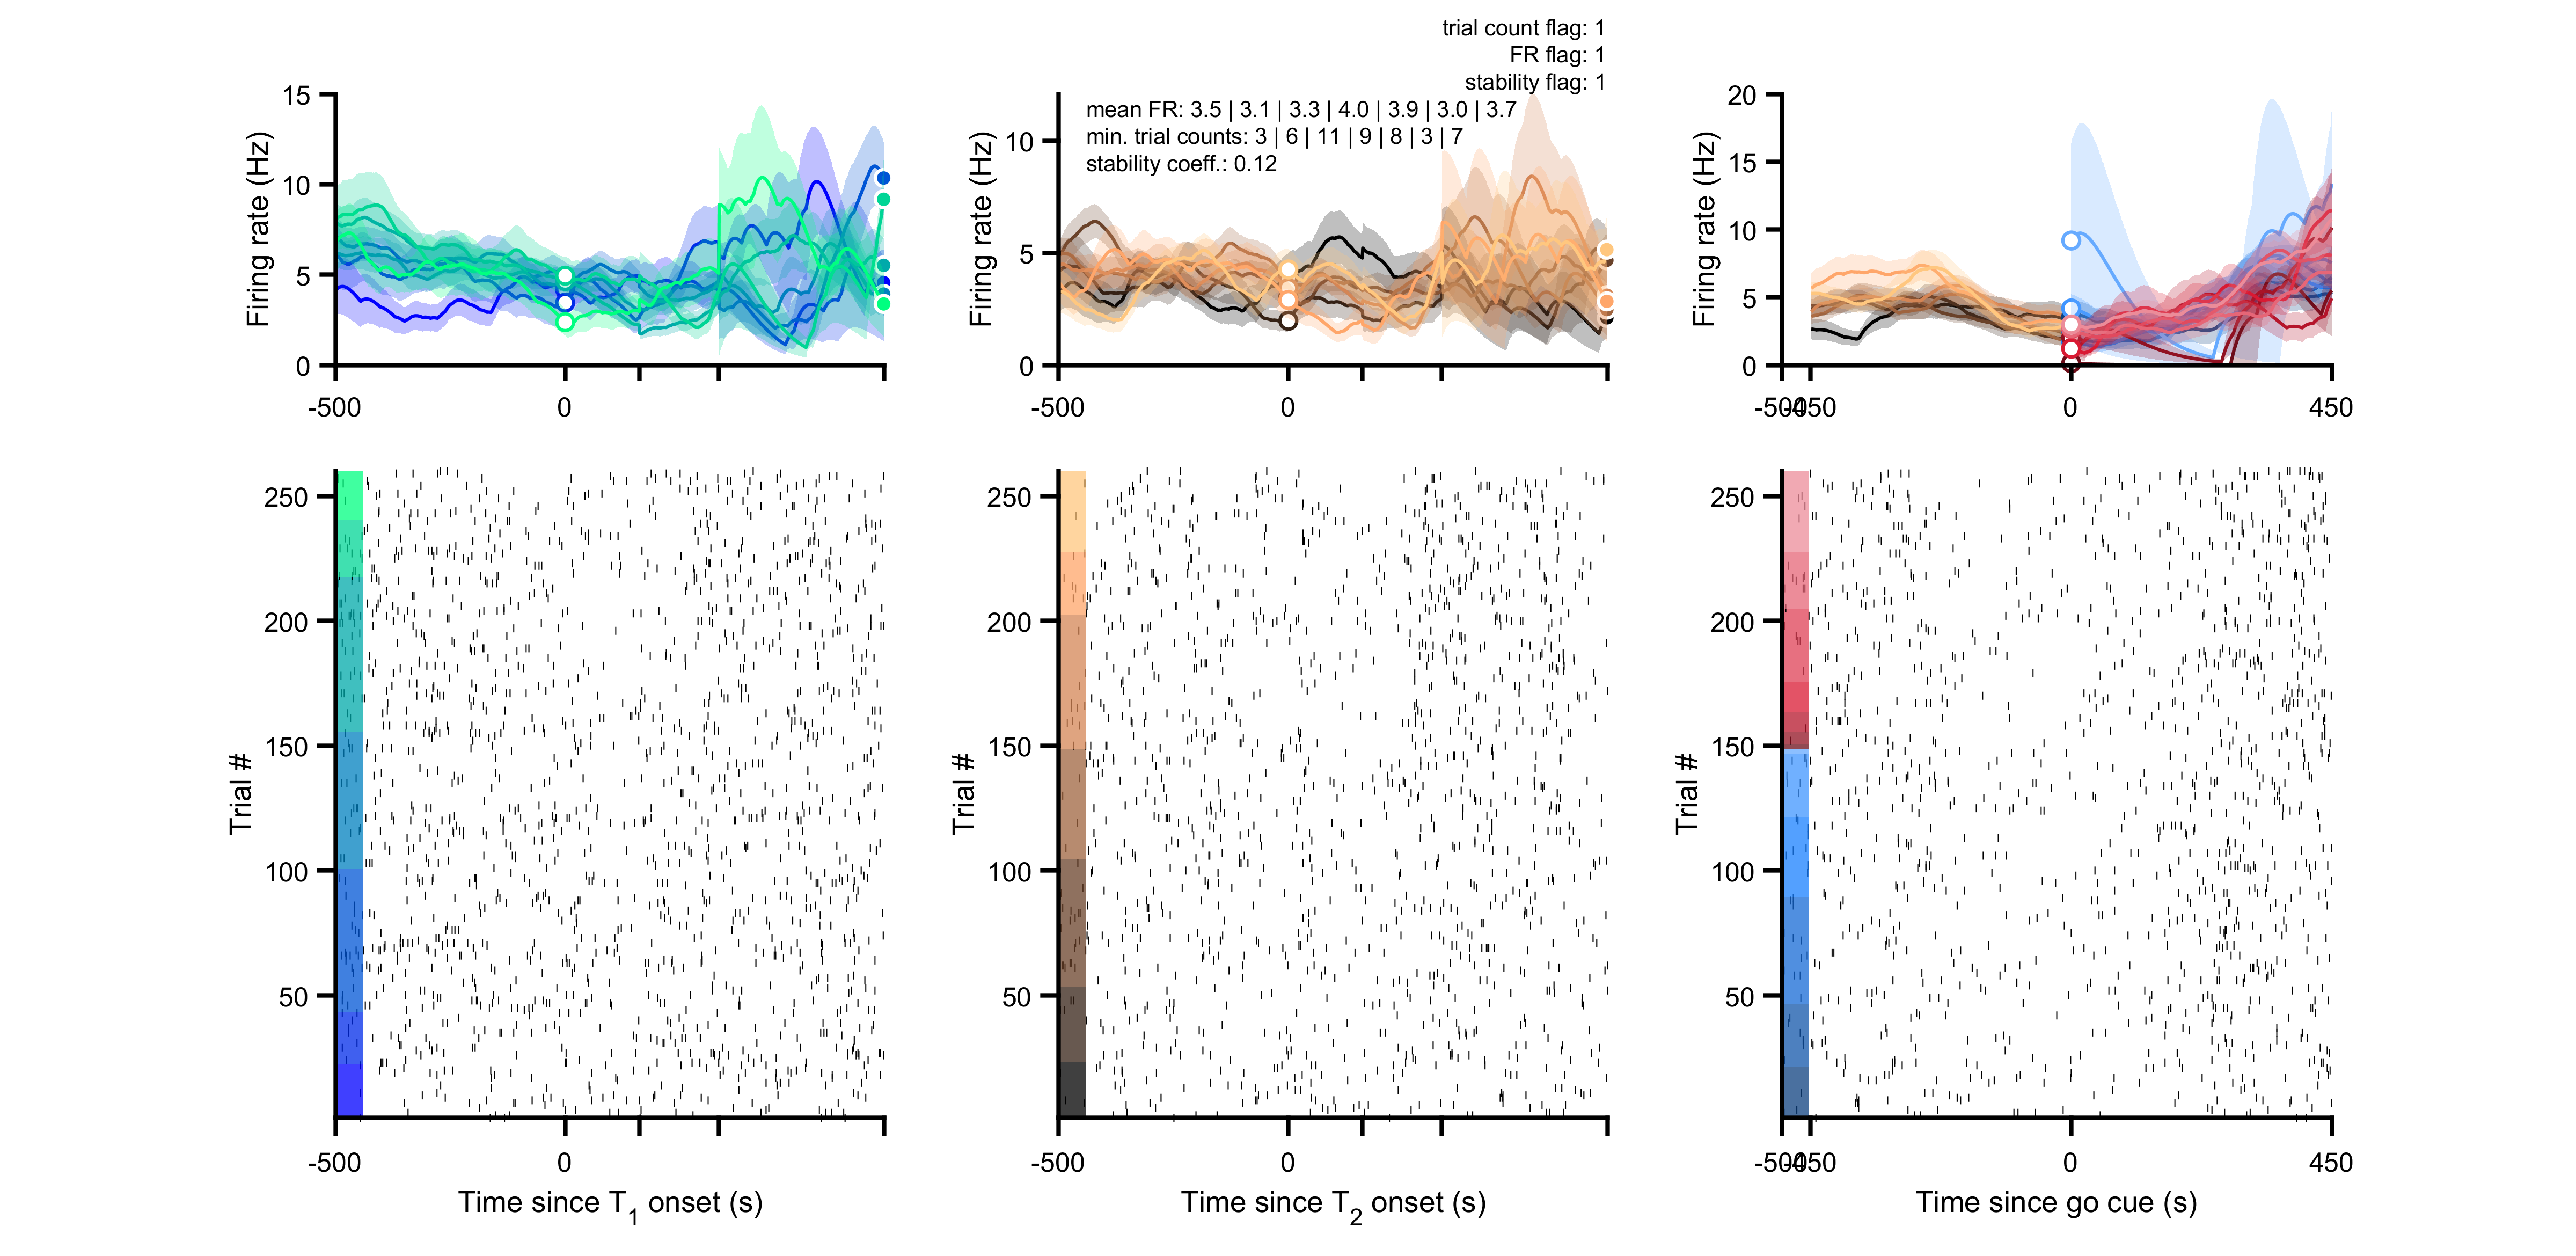 trial count flag: 1
FR flag: 1
stability flag: 1
mean FR: 3.5 | 3.1 | 3.3 | 4.0 | 3.9 | 3.0 | 3.7
min. trial counts: 3 | 6 | 11 | 9 | 8 | 3 | 7
stability coeff.: 0.12
Firing rate (Hz)
15
10
5
0
-500
0
Firing rate (Hz)
10
5
0
-500
0
Firing rate (Hz)
20
15
10
5
0
-500
-450
0
450
Trial #
250
200
150
100
50
-500
0
Time since T1 onset (s)
Trial #
250
200
150
100
50
-500
0
Time since T2 onset (s)
Trial #
250
200
150
100
50
-500
-450
0
450
Time since go cue (s)